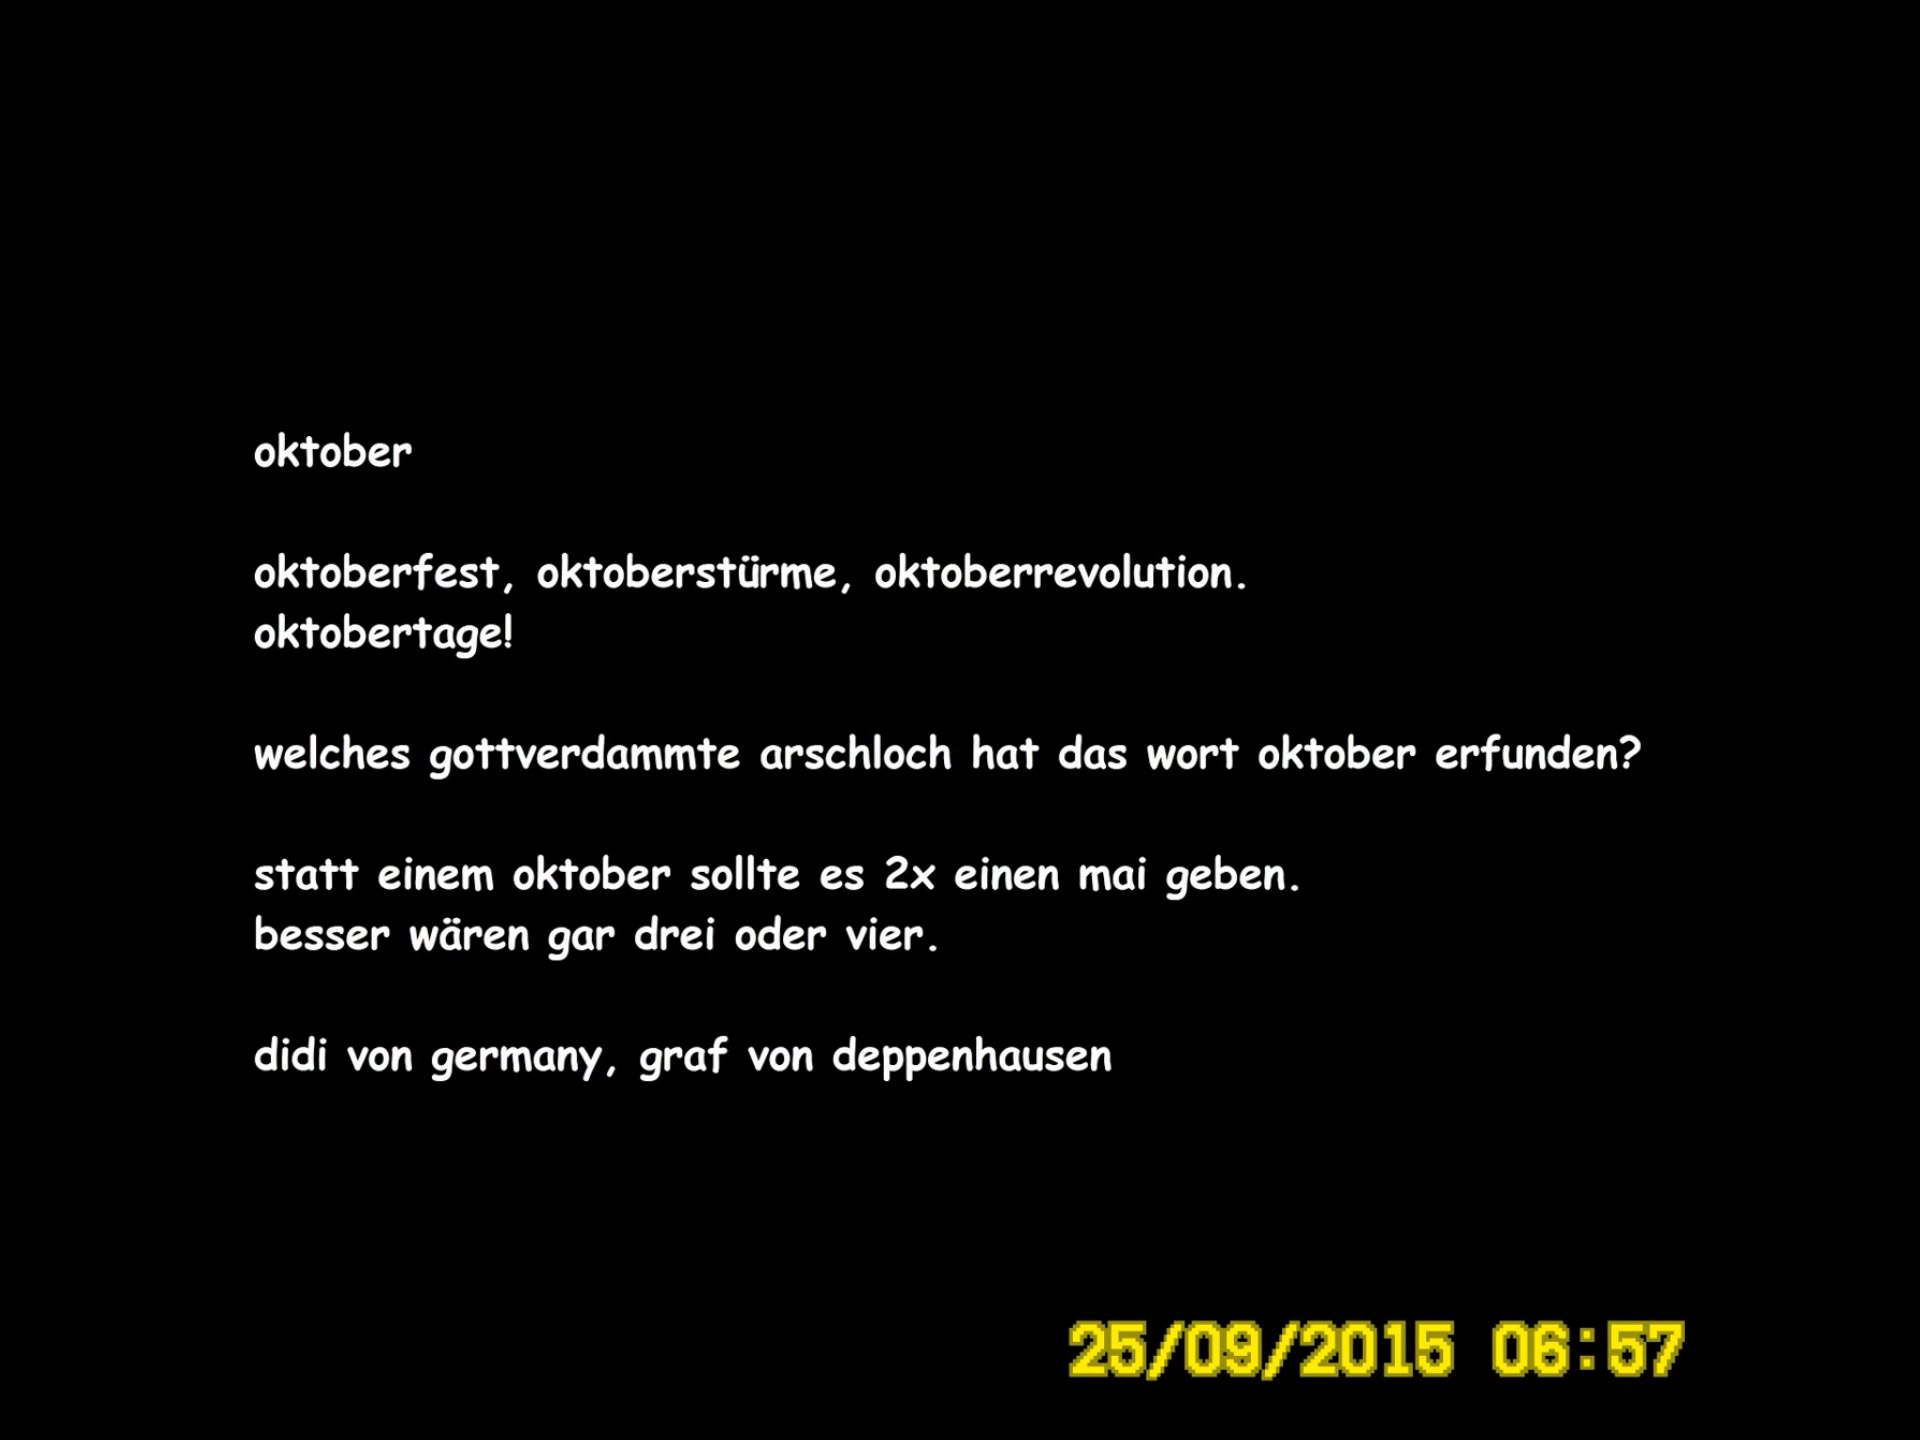 oktober
oktoberfest, oktoberstürme, oktoberrevolution.
oktobertage!
welches gottverdammte arschloch hat das wort oktober erfunden?
statt einem oktober sollte es 2x einen mai geben.
besser wären gar drei oder vier.
didi von germany, graf von deppenhausen
25/09/2015 06:57